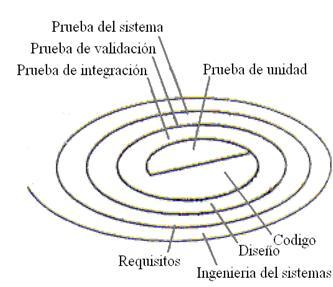 Prueba del sistema
Prueba de validación
Prueba de integración
Prueba de unidad
Codigo
Diseño
Requisitos
Ingenieria del sistemas